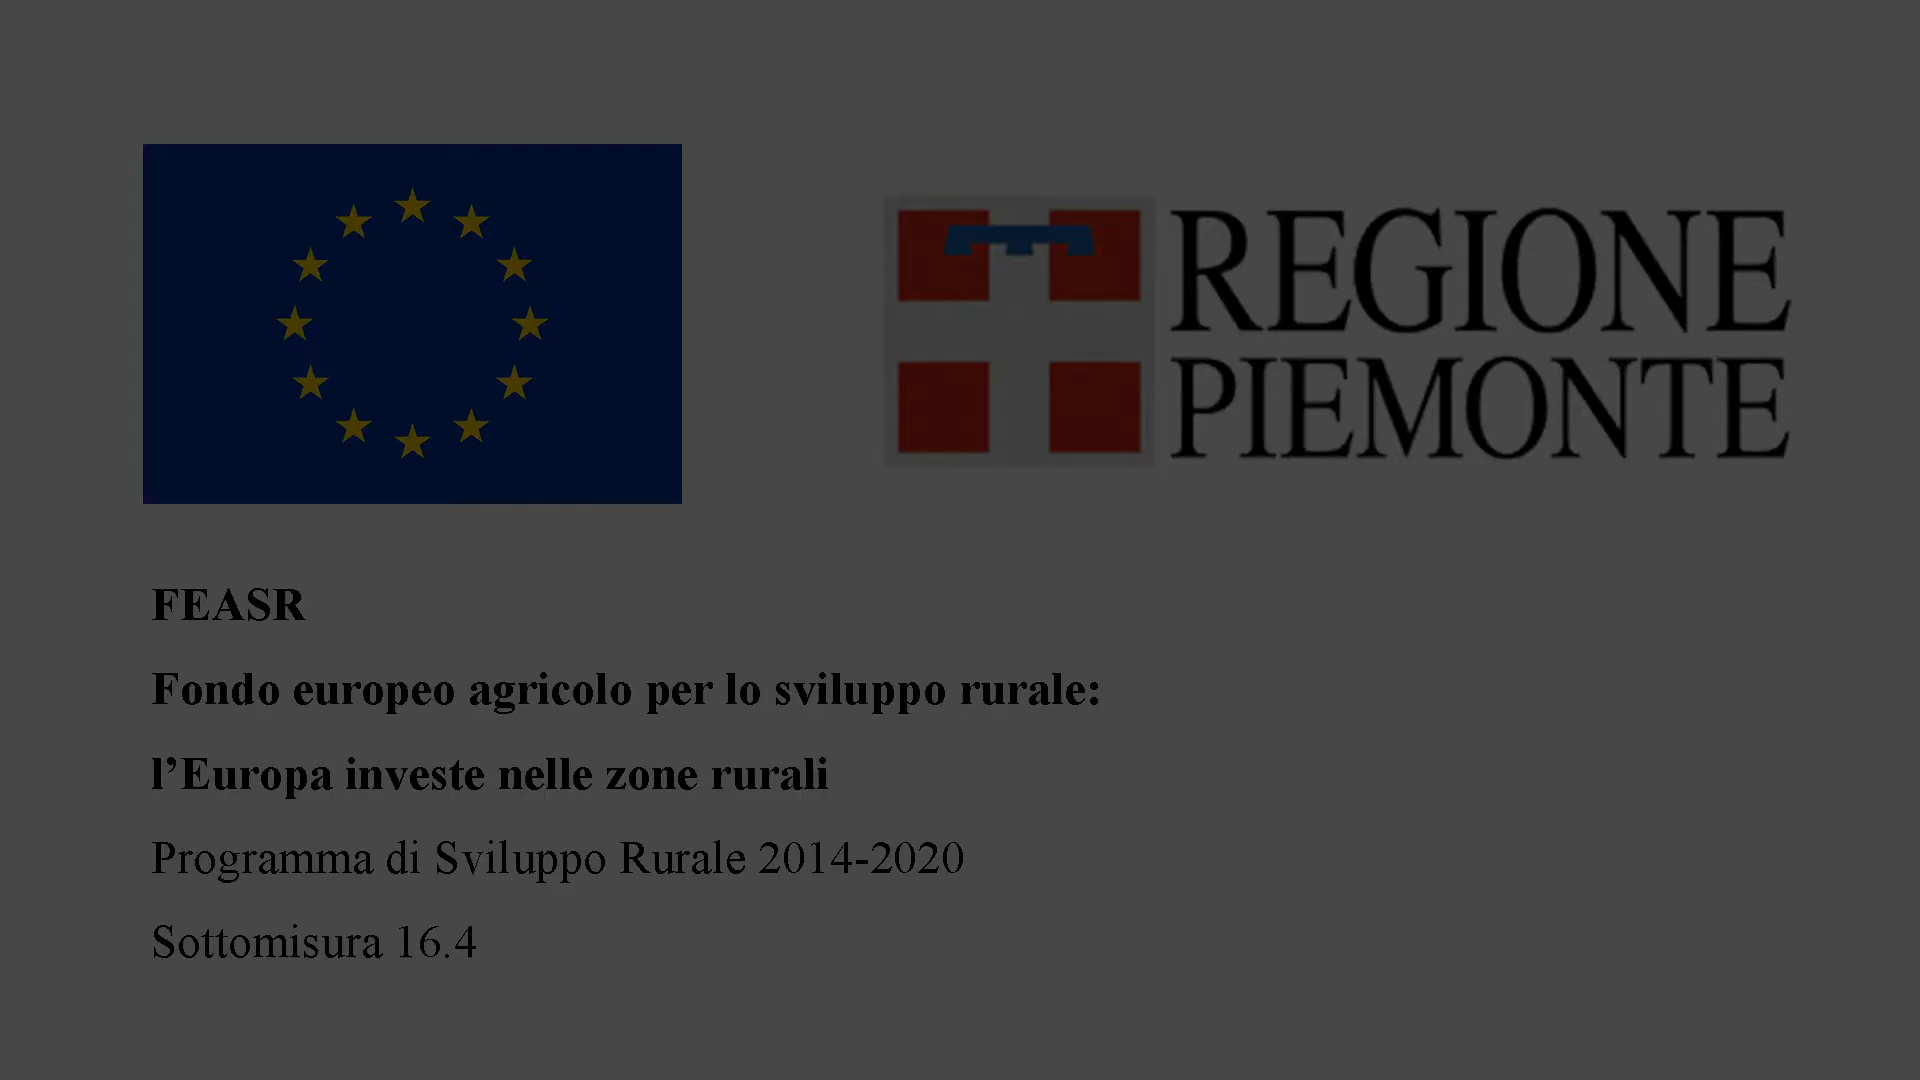 REGIONE
PIEMONTE
FEASR
Fondo europeo agricolo per lo sviluppo rurale:
l’Europa investe nelle zone rurali
Programma di Sviluppo Rurale 2014-2020
Sottomisura 16.4